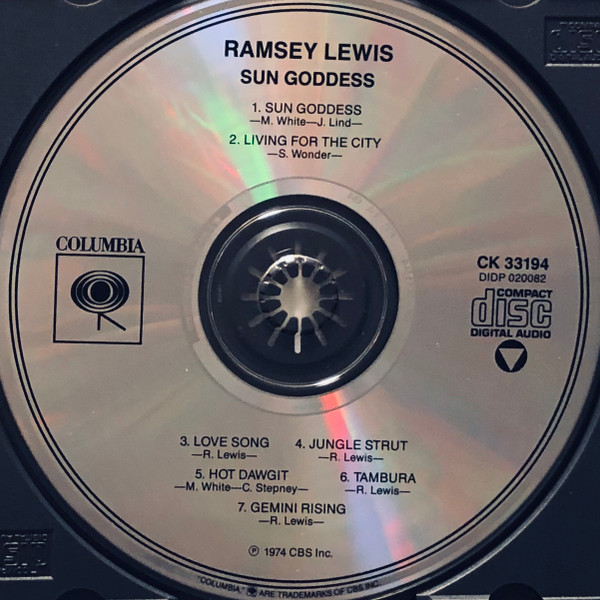 RAMSEY LEWIS
SUN GODDESS
1. SUN GODDESS
—M. White—J. Lind—
2. LIVING FOR THE CITY
—S. Wonder—
COLUMBIA
CK 33194
DIDP 020082
COMPACT
disc
DIGITAL AUDIO
3. LOVE SONG 4. JUNGLE STRUT
—R. Lewis— —R. Lewis—
5. HOT DAWGIT 6. TAMBURA
—M. White—C. Stepney— —R. Lewis—
7. GEMINI RISING
—R. Lewis—
℗ 1974 CBS Inc.
"COLUMBIA," ARE TRADEMARKS OF CBS INC.